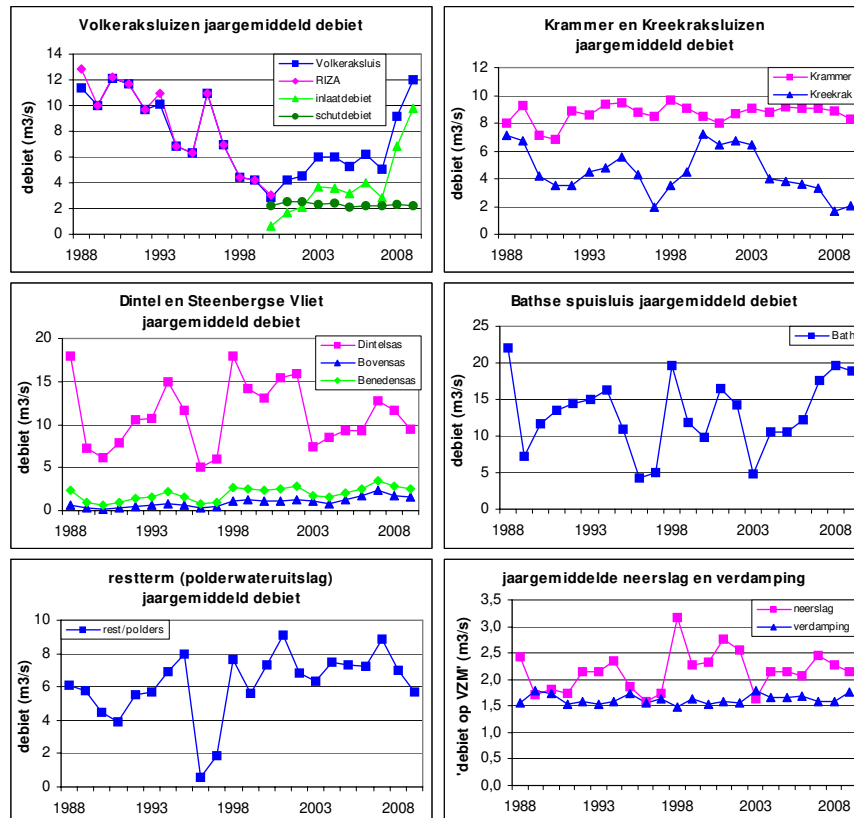 Volkeraksluizen jaargemiddeld debiet
debiet (m3/s)
14
12
10
8
6
4
2
0
1988 1993 1998 2003 2008
Volkeraksluis
RIZA
inlaatdebiet
schutdebiet
Krammer en Kreekraksluizen
jaargemiddeld debiet
debiet (m3/s)
12
10
8
6
4
2
0
1988 1993 1998 2003 2008
Krammer
Kreekrak
Dintel en Steenbergse Vliet
jaargemiddeld debiet
debiet (m3/s)
20
15
10
5
0
1988 1993 1998 2003 2008
Dintelsas
Bovensas
Benedensas
Bathse spuisluis jaargemiddeld debiet
debiet (m3/s)
25
20
15
10
5
0
1988 1993 1998 2003 2008
Bath
restterm (polderwateruitslag)
jaargemiddeld debiet
debiet (m3/s)
10
8
6
4
2
0
1988 1993 1998 2003 2008
rest/polders
jaargemiddelde neerslag en verdamping
'debiet op VZM' (m3/s)
3,5
3,0
2,5
2,0
1,5
1,0
0,5
0,0
1988 1993 1998 2003 2008
neerslag
verdamping